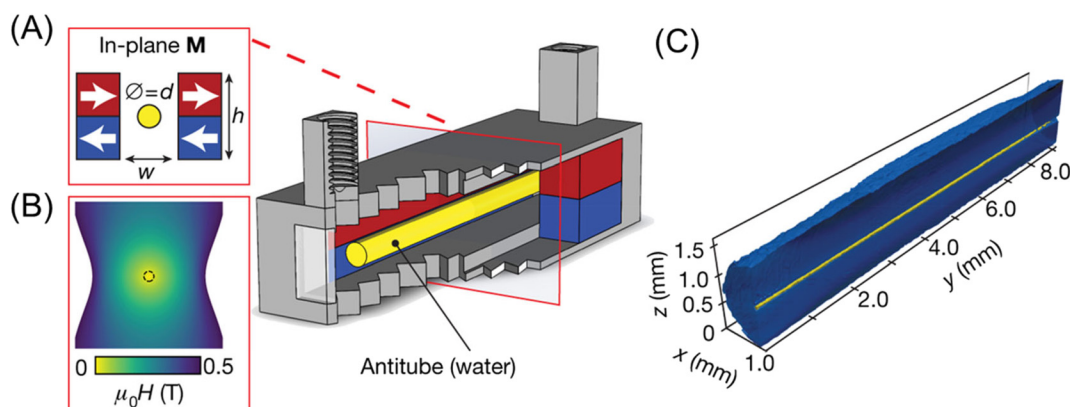 (A)
In-plane M
Ø=d
h
w
(B)
0 0.5
μ0H (T)
Antitube (water)
(C)
1.5
1.0
0.5
0
z (mm)
x (mm)
1.0
2.0
4.0
6.0
8.0
y (mm)